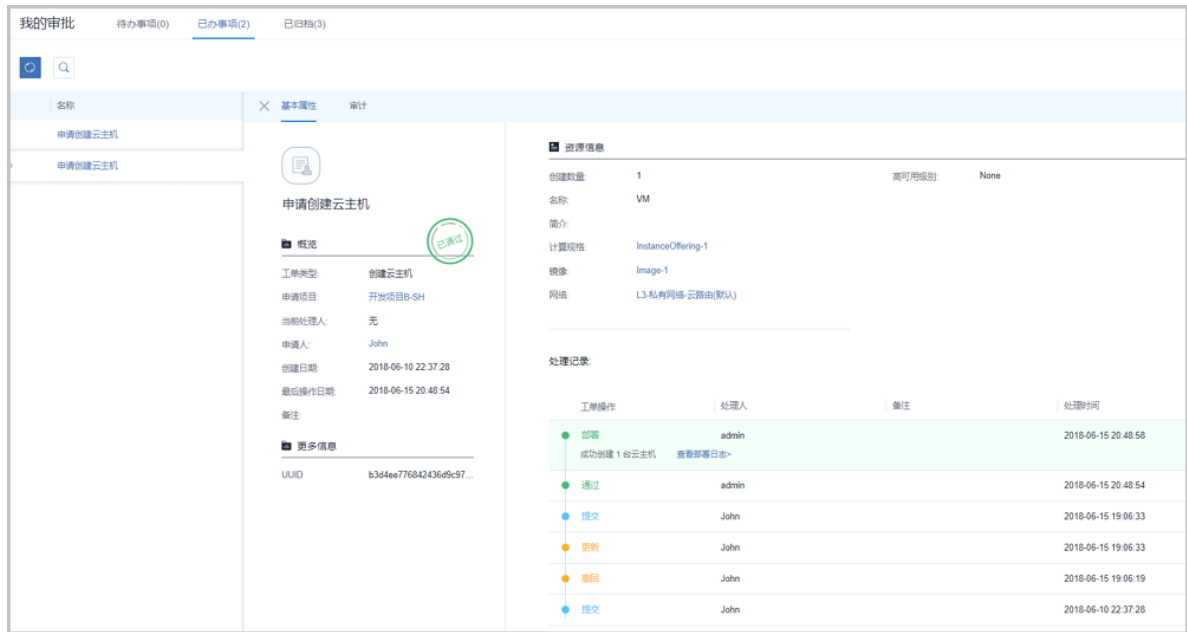 我的审批 待办事项(0) 已办事项(2) 已归档(3)
名称
申请创建云主机
申请创建云主机
基本属性 审计
申请创建云主机
已通过
概览
工单类型: 创建云主机
申请项目: 开发项目B-SH
当前处理人: 无
申请人: John
创建日期: 2018-06-10 22:37:28
最后操作日期: 2018-06-15 20:48:54
备注:
更多信息
UUID b3d4ee776842436d9c97...
资源信息
创建数量: 1 高可用级别: None
名称: VM
简介:
计算规格: InstanceOffering-1
镜像: Image-1
网络: L3-私有网络-云路由(默认)
处理记录:
工单操作 处理人 备注 处理时间
部署 admin 2018-06-15 20:48:58
成功创建 1 台云主机 查看部署日志>
通过 admin 2018-06-15 20:48:54
提交 John 2018-06-15 19:06:33
更新 John 2018-06-15 19:06:33
撤回 John 2018-06-15 19:06:19
提交 John 2018-06-10 22:37:28